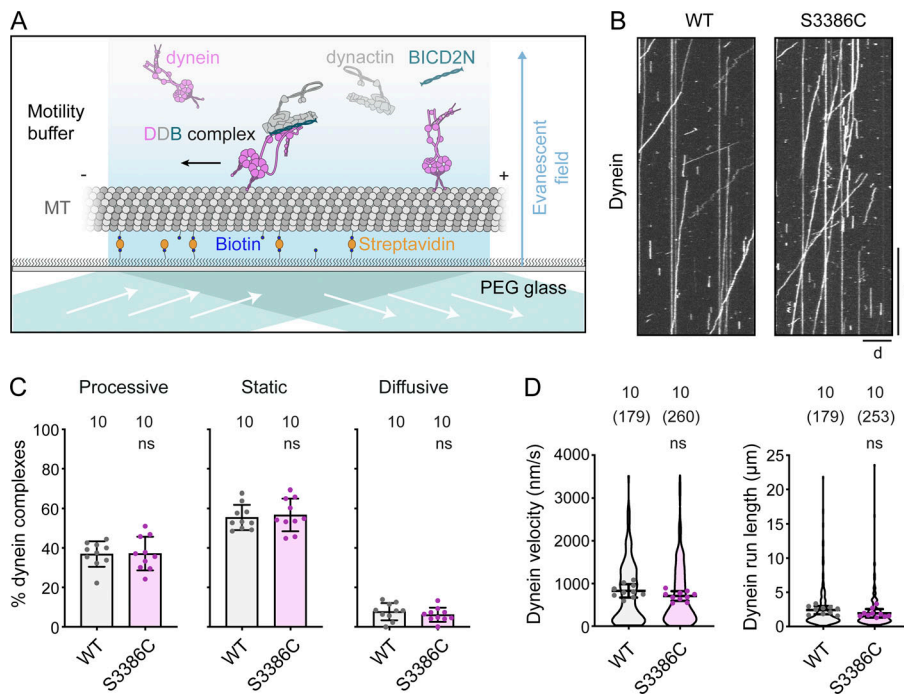 A
dynein
dynactin
BICD2N
Motility
buffer
DDB complex
-
+
MT
Evanescent
field
Biotin
Streptavidin
PEG glass
B
WT
S3386C
Dynein
d
C
Processive
Static
Diffusive
10
10
10
10
10
10
ns
ns
ns
% dynein complexes
100
80
60
40
20
0
WT
S3386C
WT
S3386C
WT
S3386C
D
10
(179)
10
(260)
ns
Dynein velocity (nm/s)
4000
3000
2000
1000
0
WT
S3386C
10
(179)
10
(253)
ns
Dynein run length (µm)
25
20
15
10
5
0
WT
S3386C